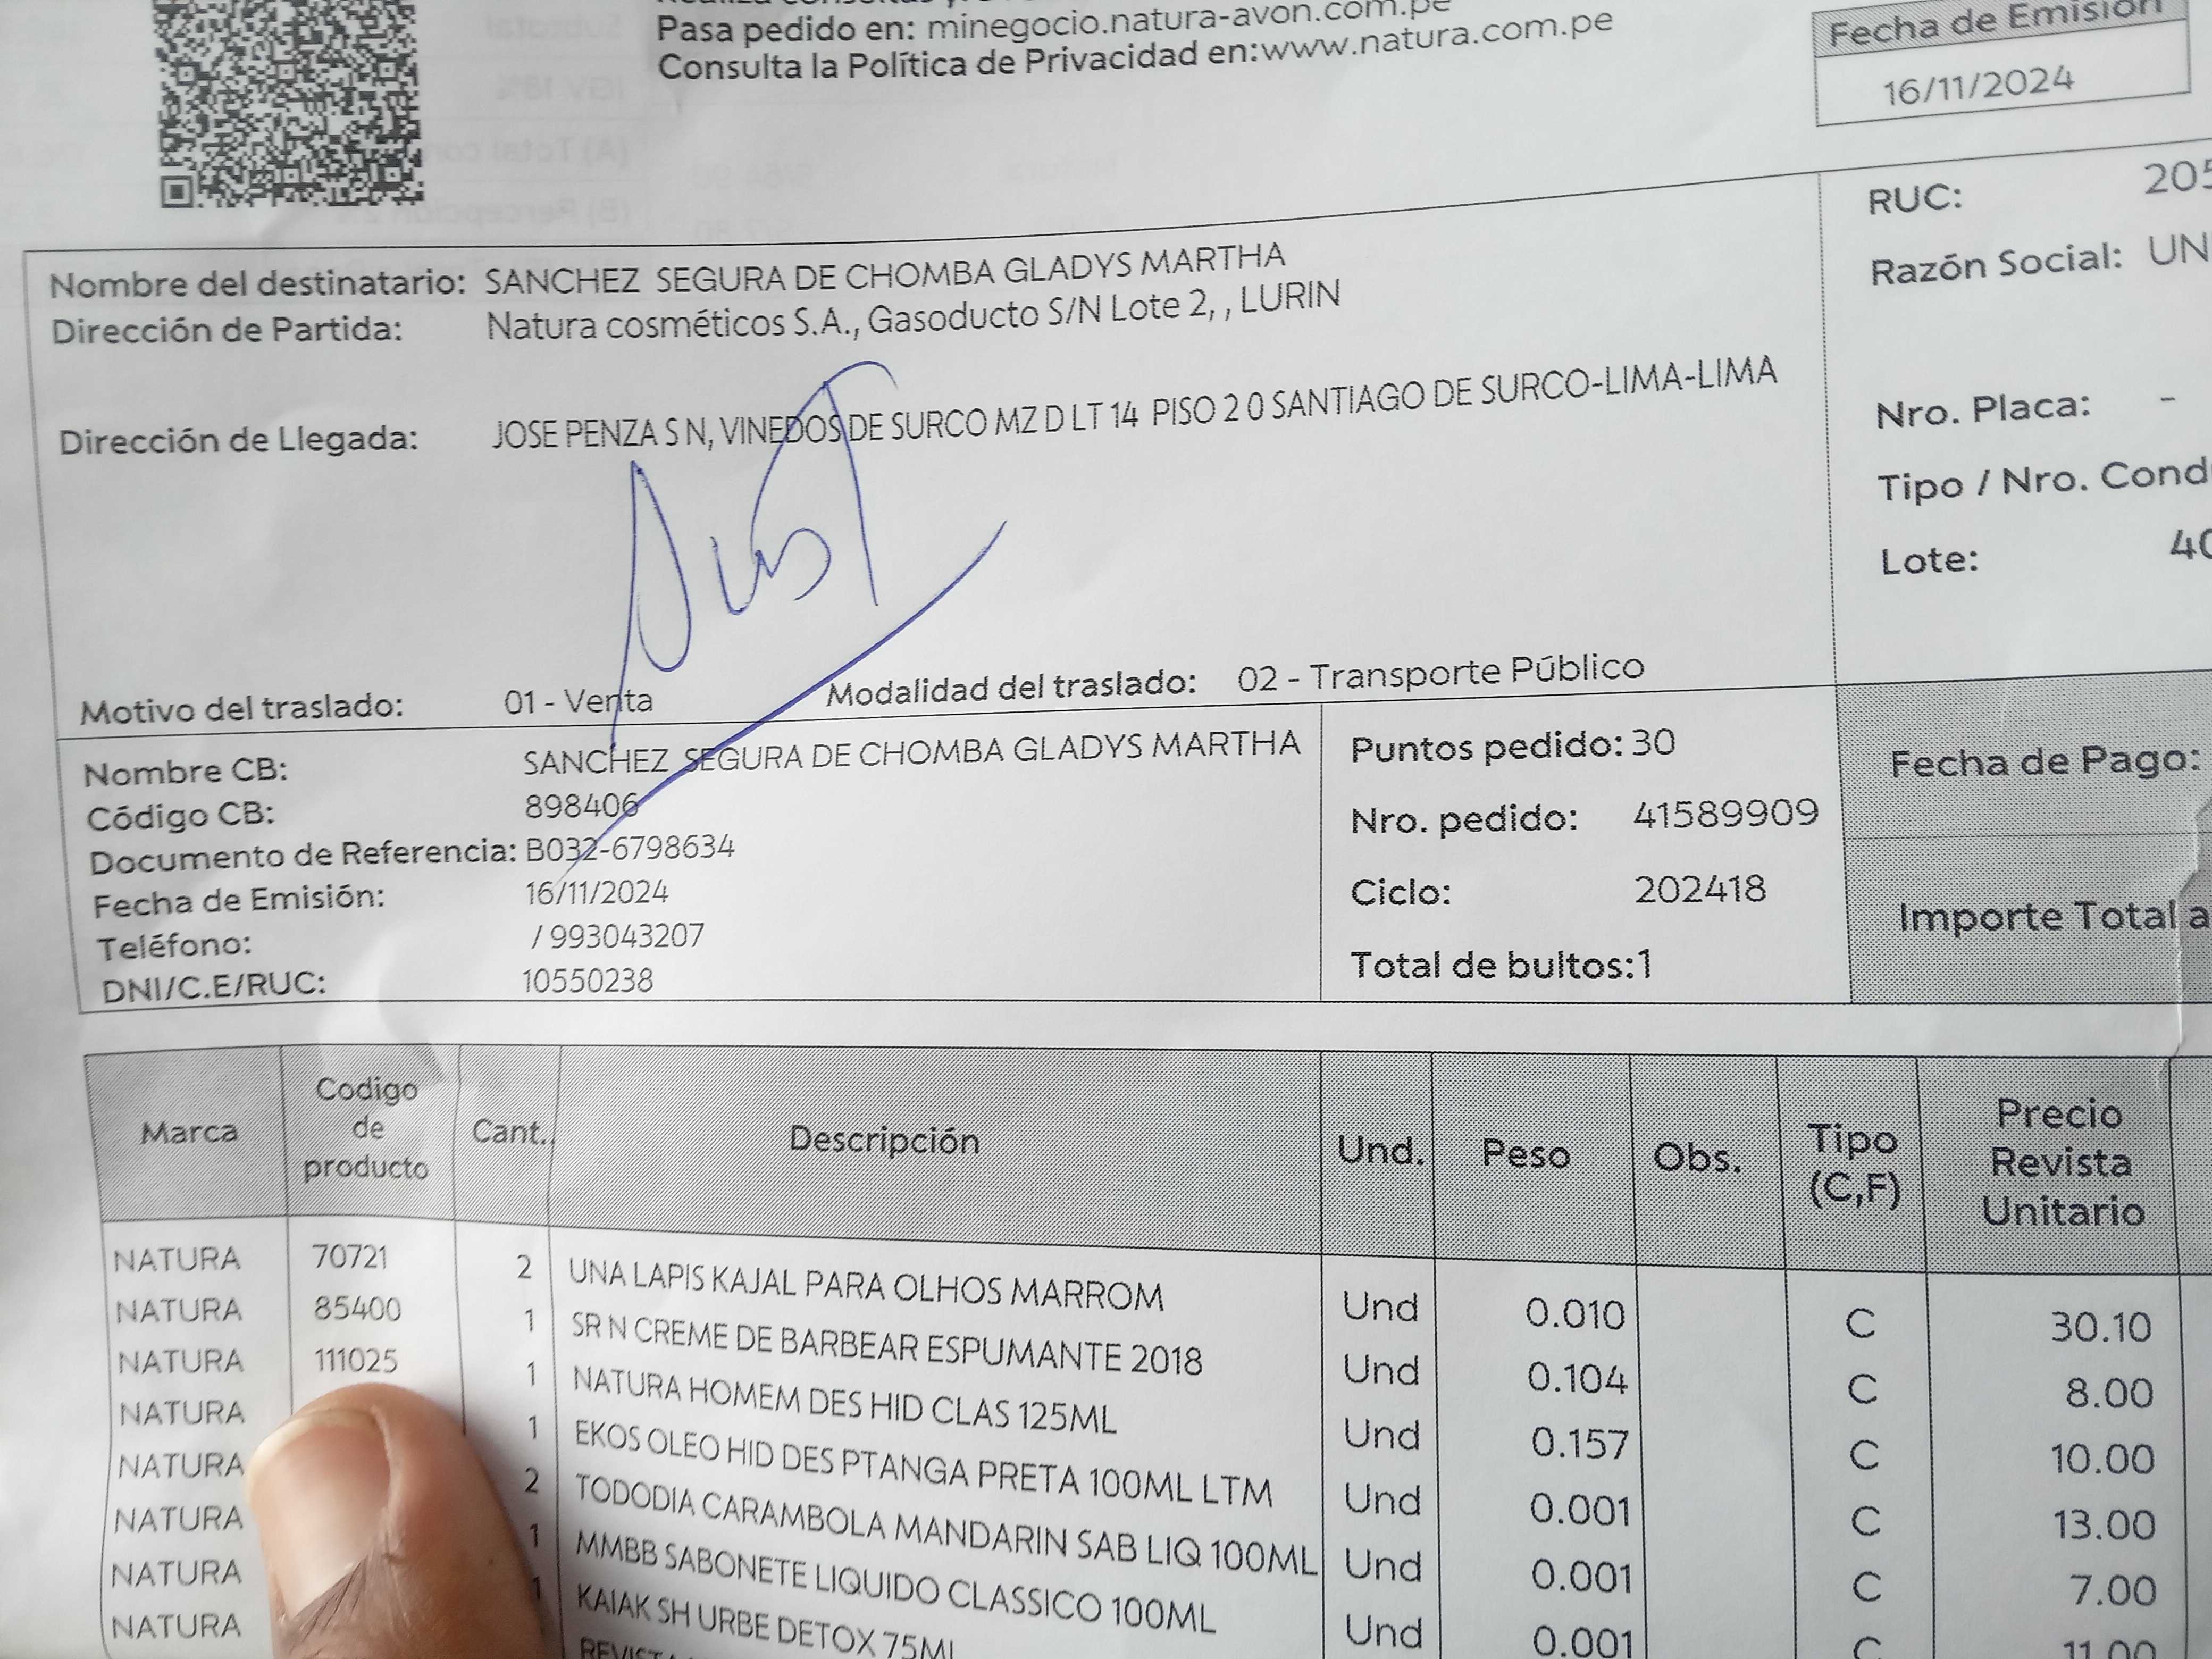 Pasa pedido en: minegocio.natura-avon.com.pe
Consulta la Política de Privacidad en:www.natura.com.pe
Fecha de Emisión
16/11/2024
Nombre del destinatario: SANCHEZ SEGURA DE CHOMBA GLADYS MARTHA
Dirección de Partida: Natura cosméticos S.A., Gasoducto S/N Lote 2, , LURIN
Dirección de Llegada: JOSE PENZA S N, VINEDOS DE SURCO MZ D LT 14 PISO 2 0 SANTIAGO DE SURCO-LIMA-LIMA
Motivo del traslado: 01 - Venta Modalidad del traslado: 02 - Transporte Público
RUC: 205
Razón Social: UN
Nro. Placa: -
Tipo / Nro. Cond
Lote: 40
Nombre CB: SANCHEZ SEGURA DE CHOMBA GLADYS MARTHA
Código CB: 898406
Documento de Referencia: B032-6798634
Fecha de Emisión: 16/11/2024
Teléfono: / 993043207
DNI/C.E/RUC: 10550238
Puntos pedido: 30
Nro. pedido: 41589909
Ciclo: 202418
Total de bultos:1
Fecha de Pago:
Importe Total a
Marca Codigo de producto Cant.. Descripción Und. Peso Obs. Tipo (C,F) Precio Revista Unitario
NATURA 70721 2 UNA LAPIS KAJAL PARA OLHOS MARROM Und 0.010 C 30.10
NATURA 85400 1 SR N CREME DE BARBEAR ESPUMANTE 2018 Und 0.104 C 8.00
NATURA 111025 1 NATURA HOMEM DES HID CLAS 125ML Und 0.157 C 10.00
NATURA 1 EKOS OLEO HID DES PTANGA PRETA 100ML LTM Und 0.001 C 13.00
NATURA 2 TODODIA CARAMBOLA MANDARIN SAB LIQ 100ML Und 0.001 C 7.00
NATURA 1 MMBB SABONETE LIQUIDO CLASSICO 100ML Und 0.001 C 11.00
NATURA 1 KAIAK SH URBE DETOX 75ML
NATURA REVISTA